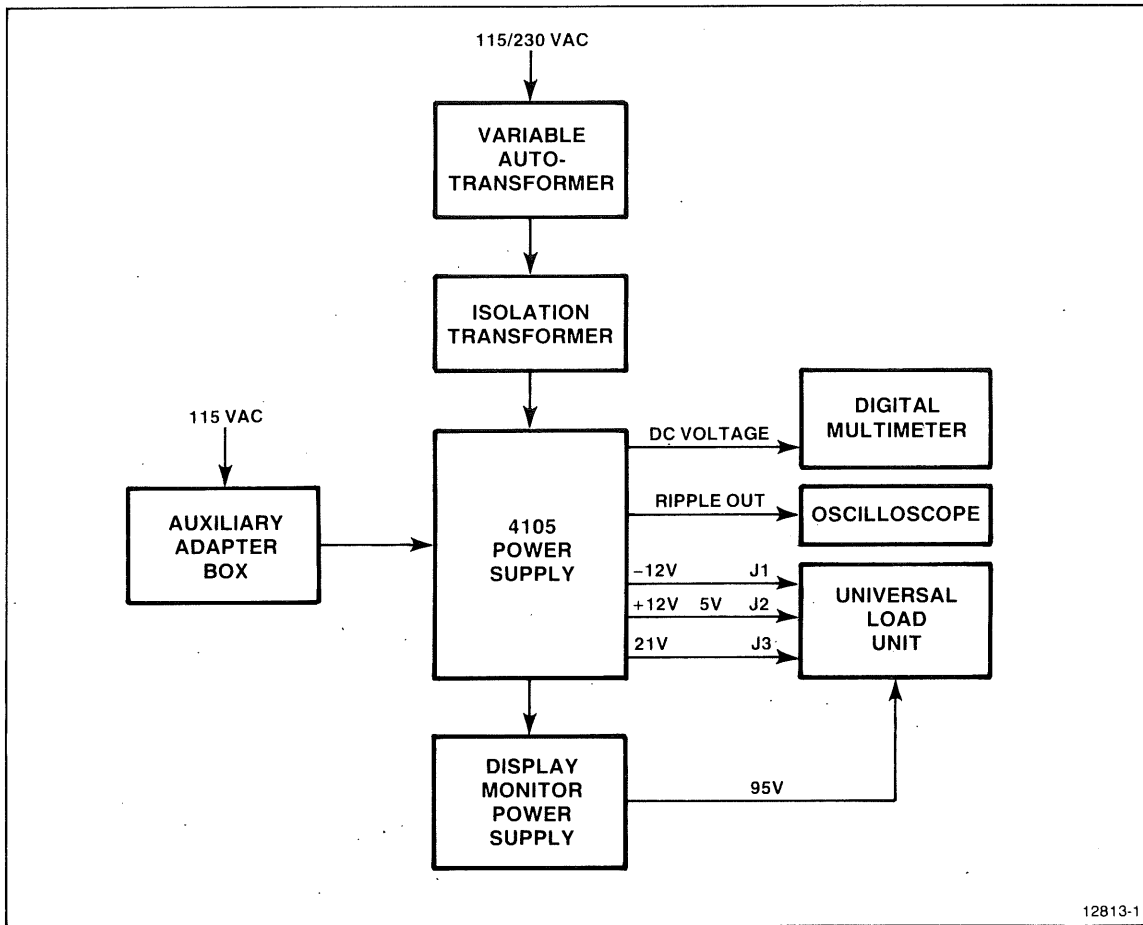 115/230 VAC
VARIABLE
AUTO-
TRANSFORMER
ISOLATION
TRANSFORMER
115 VAC
AUXILIARY
ADAPTER
BOX
4105
POWER
SUPPLY
DC VOLTAGE
DIGITAL
MULTIMETER
RIPPLE OUT
OSCILLOSCOPE
–12V J1
+12V 5V J2
21V J3
UNIVERSAL
LOAD
UNIT
DISPLAY
MONITOR
POWER
SUPPLY
95V
12813-1